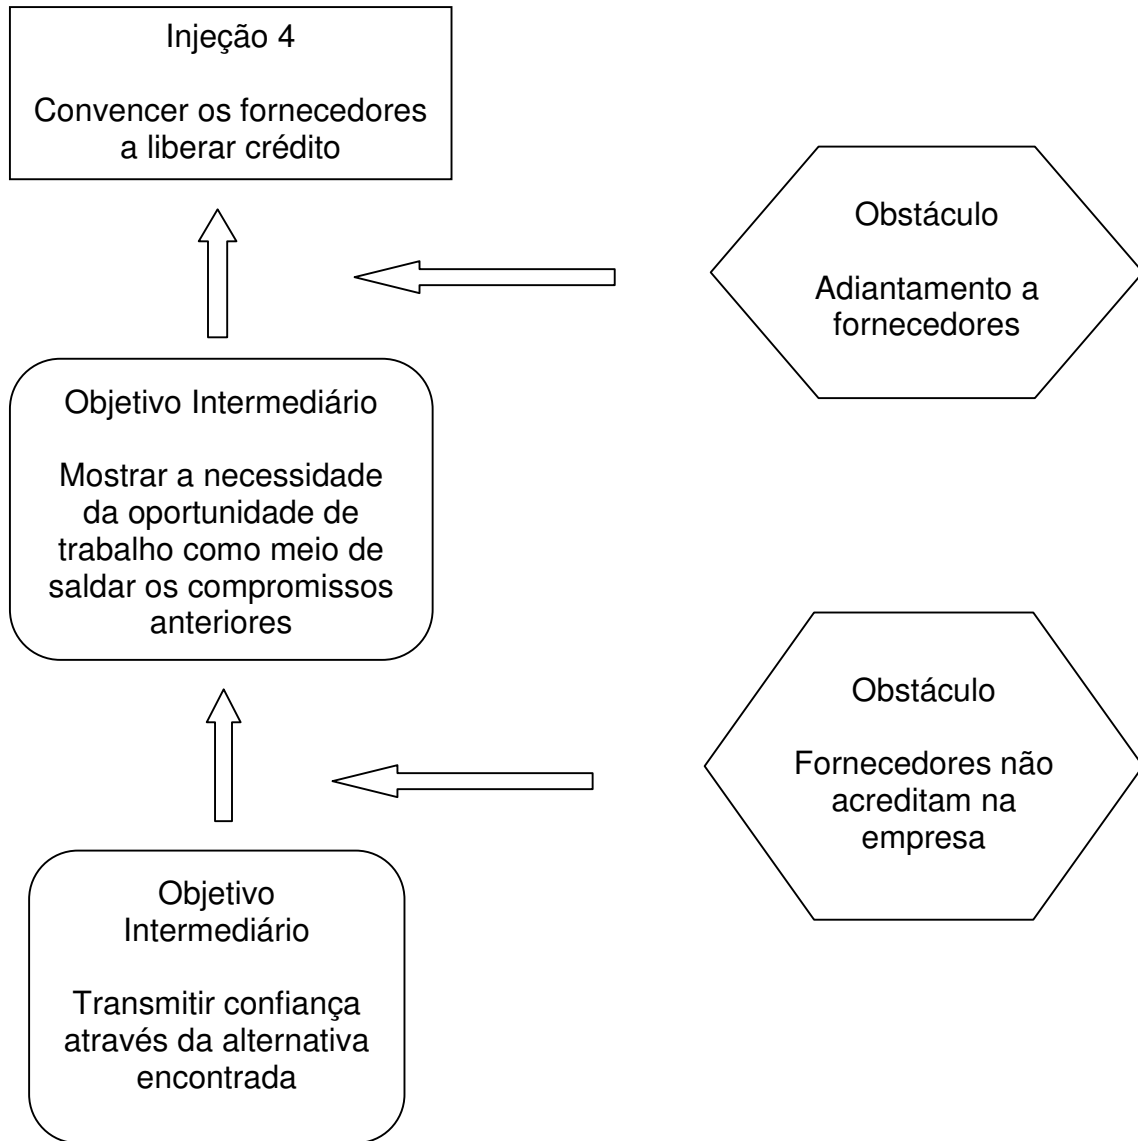 Injeção 4
Convencer os fornecedores
a liberar crédito
Obstáculo
Adiantamento a
fornecedores
Objetivo Intermediário
Mostrar a necessidade
da oportunidade de
trabalho como meio de
saldar os compromissos
anteriores
Obstáculo
Fornecedores não
acreditam na
empresa
Objetivo
Intermediário
Transmitir confiança
através da alternativa
encontrada